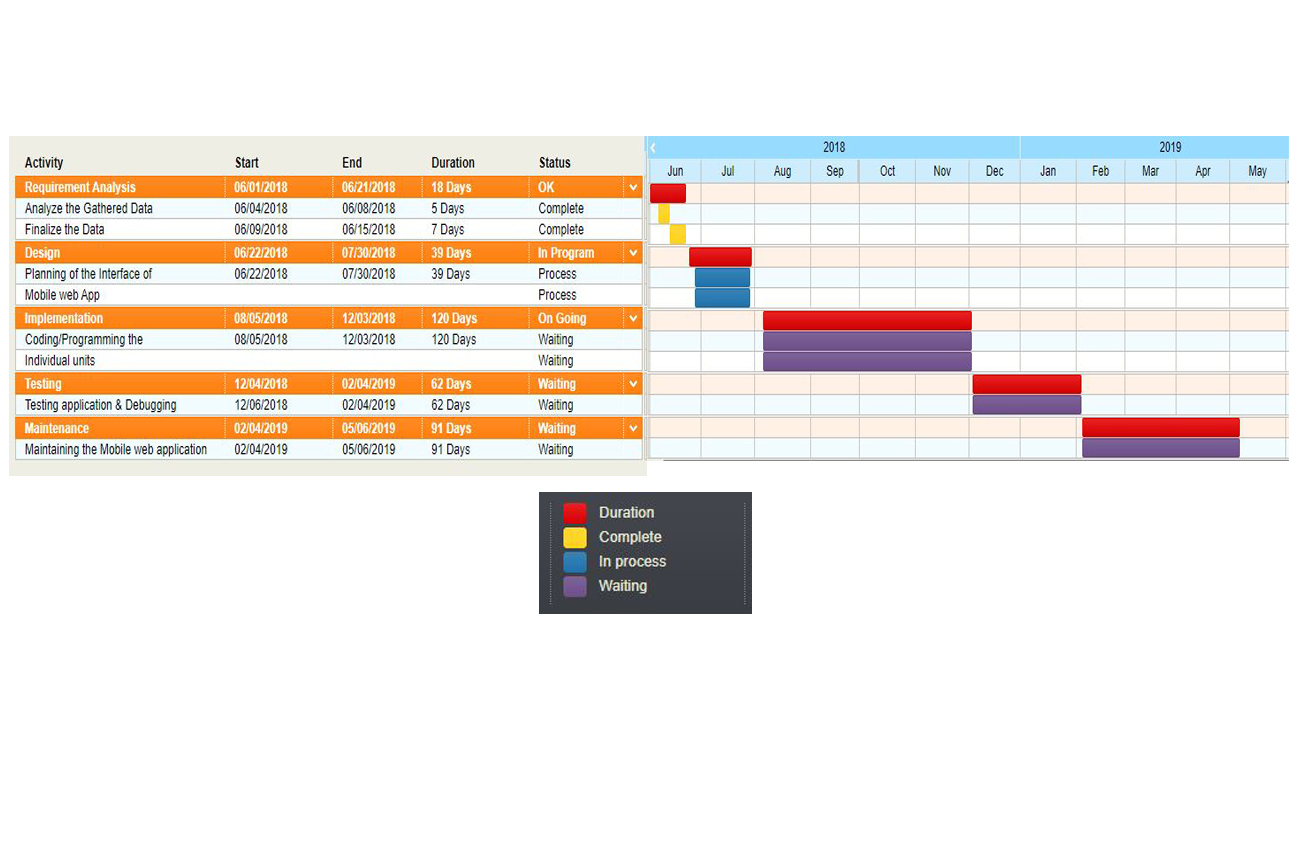 2018 2019
Activity Start End Duration Status Jun Jul Aug Sep Oct Nov Dec Jan Feb Mar Apr May
Requirement Analysis 06/01/2018 06/21/2018 18 Days OK
Analyze the Gathered Data 06/04/2018 06/08/2018 5 Days Complete
Finalize the Data 06/09/2018 06/15/2018 7 Days Complete
Design 06/22/2018 07/30/2018 39 Days In Program
Planning of the Interface of 06/22/2018 07/30/2018 39 Days Process
Mobile web App Process
Implementation 08/05/2018 12/03/2018 120 Days On Going
Coding/Programming the 08/05/2018 12/03/2018 120 Days Waiting
Individual units Waiting
Testing 12/04/2018 02/04/2019 62 Days Waiting
Testing application & Debugging 12/06/2018 02/04/2019 62 Days Waiting
Maintenance 02/04/2019 05/06/2019 91 Days Waiting
Maintaining the Mobile web application 02/04/2019 05/06/2019 91 Days Waiting
Duration
Complete
In process
Waiting